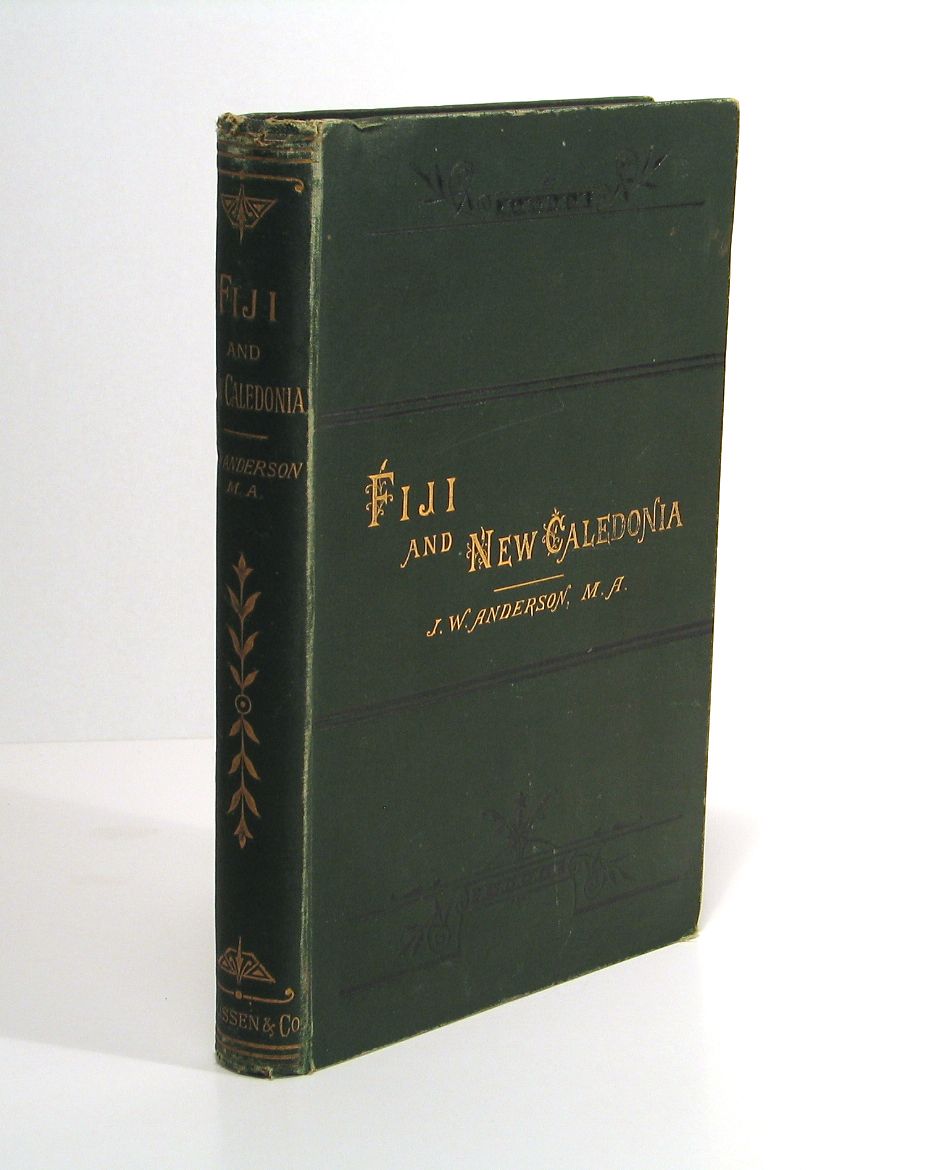 FIJI
AND
CALEDONIA
ANDERSON
M. A.
SSEN & Co
FIJI
AND NEW CALEDONIA
J. W. ANDERSON, M. A.